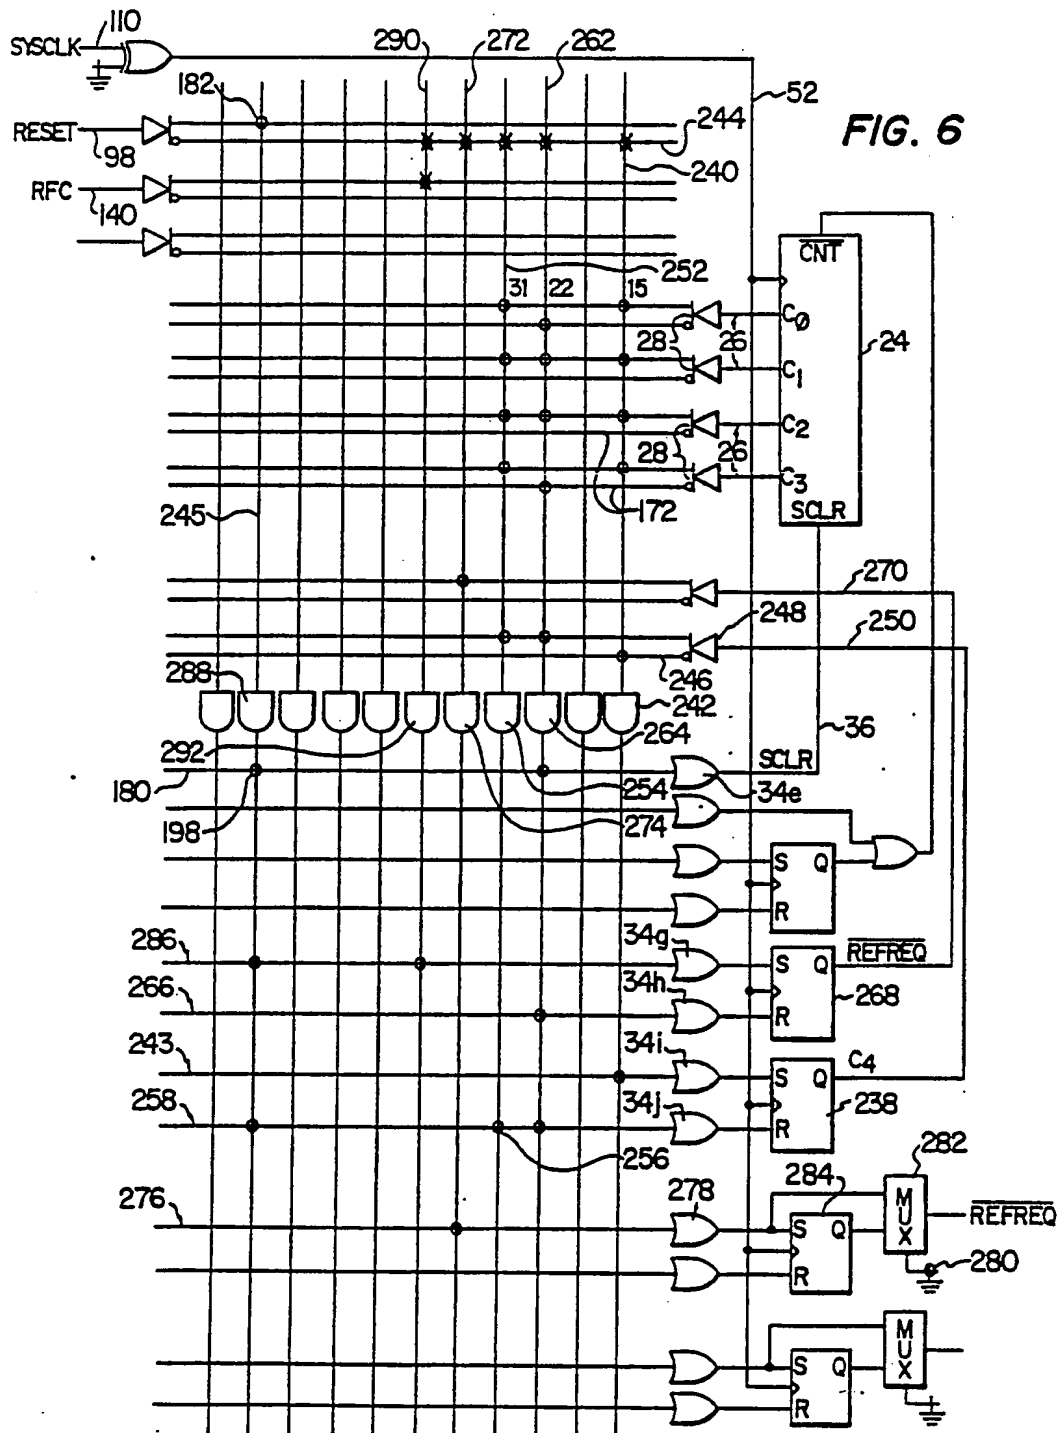 110
SYSCLK
290
272
262
182
52
FIG. 6
RESET
98
244
240
RFC
140
CNT
252
31
22
15
C0
24
28
26
C1
C2
28
26
C3
SCLR
245
172
270
248
250
246
288
242
36
292
264
SCLR
180
254
34e
198
274
S
Q
R
286
34g
S
Q
REFREQ
266
34h
268
R
243
34i
C4
S
Q
258
34j
238
R
256
282
284
276
278
MUX
S
Q
REFREQ
280
R
MUX
S
Q
R